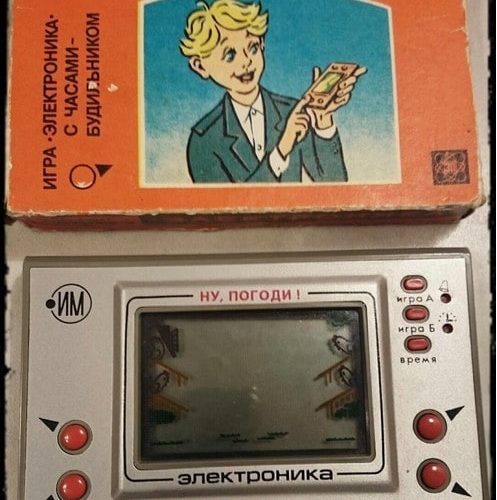 ИГРА · ЭЛЕКТРОНИКА ·
С ЧАСАМИ-
БУДИЛЬНИКОМ
ИМ
НУ, ПОГОДИ!
игра А
игра Б
время
электроника